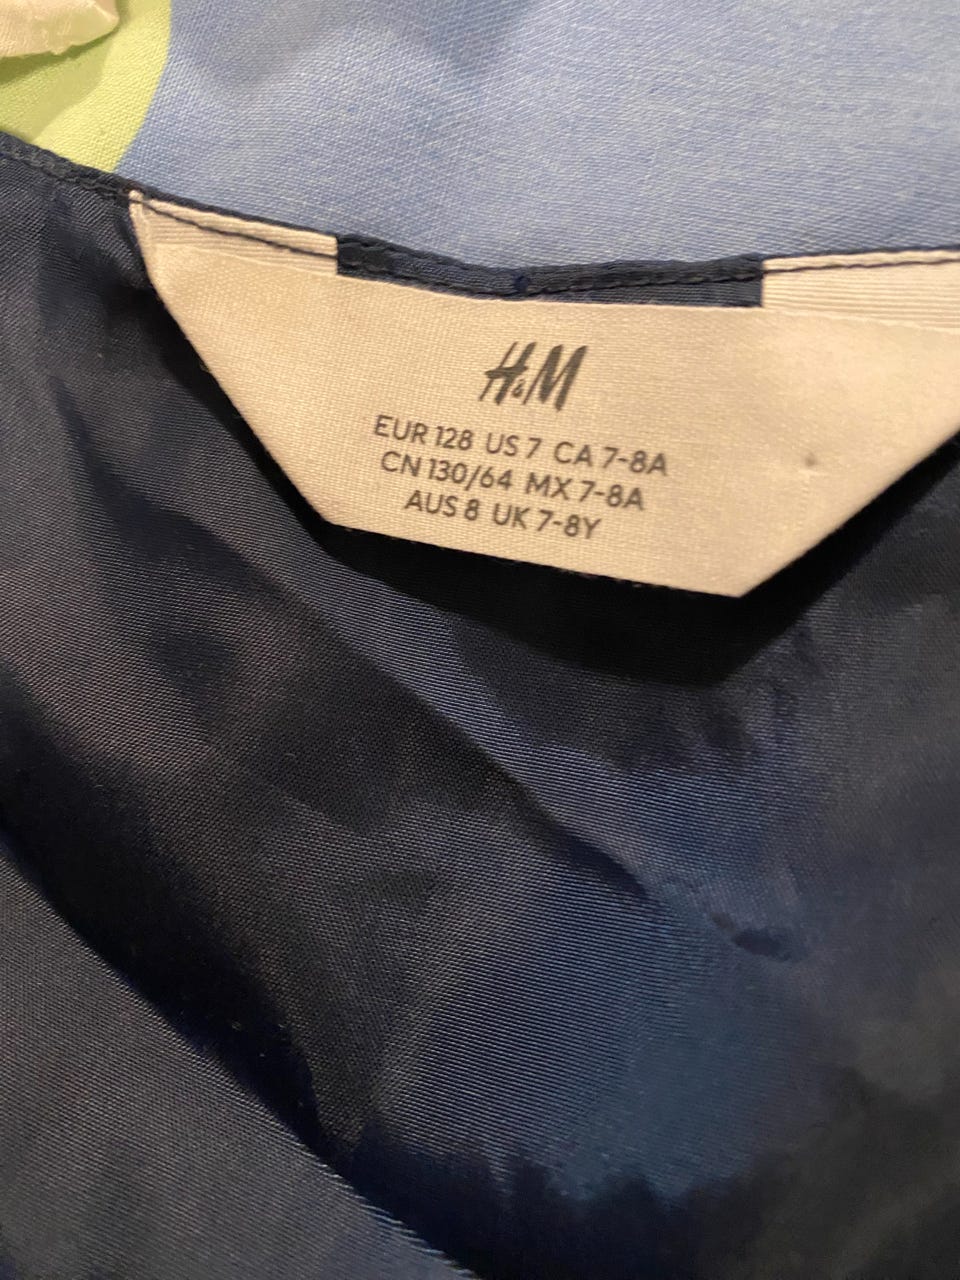 H&M
EUR 128 US 7 CA 7-8A
CN 130/64 MX 7-8A
AUS 8 UK 7-8Y